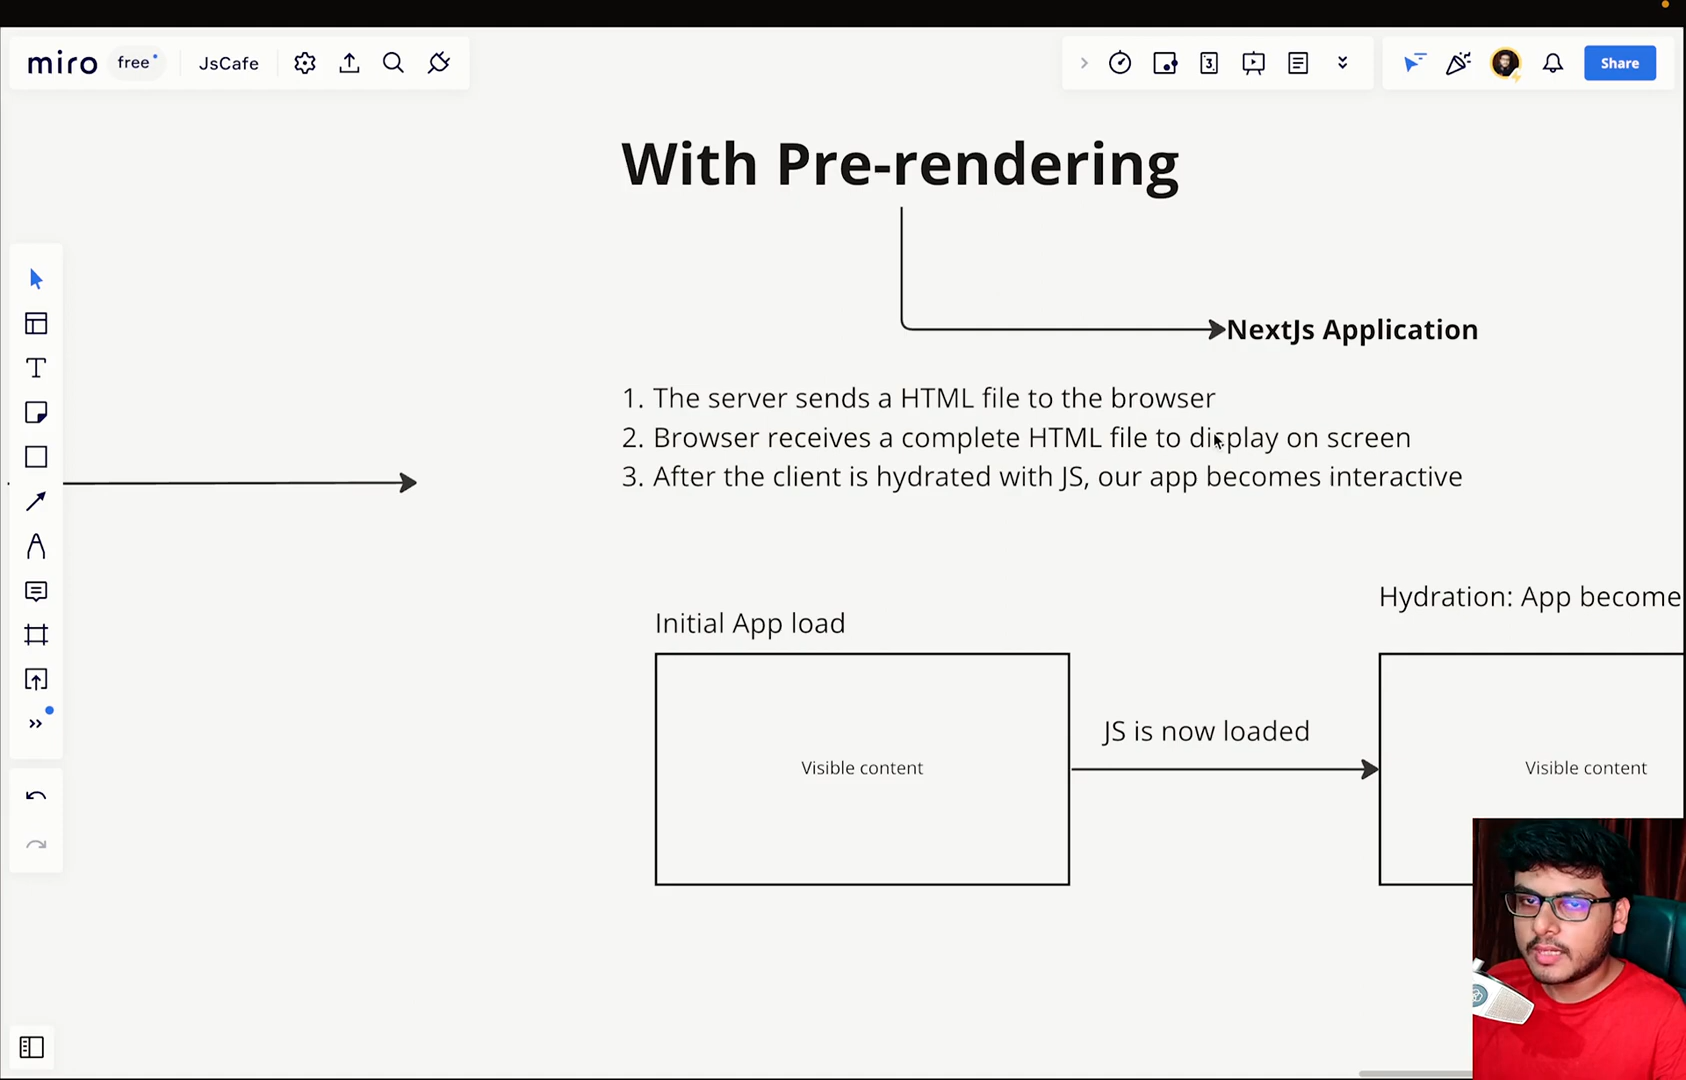 miro free JsCafe
3
Share
With Pre-rendering
NextJs Application
1. The server sends a HTML file to the browser
2. Browser receives a complete HTML file to display on screen
3. After the client is hydrated with JS, our app becomes interactive
Hydration: App become
Initial App load
JS is now loaded
Visible content
Visible content